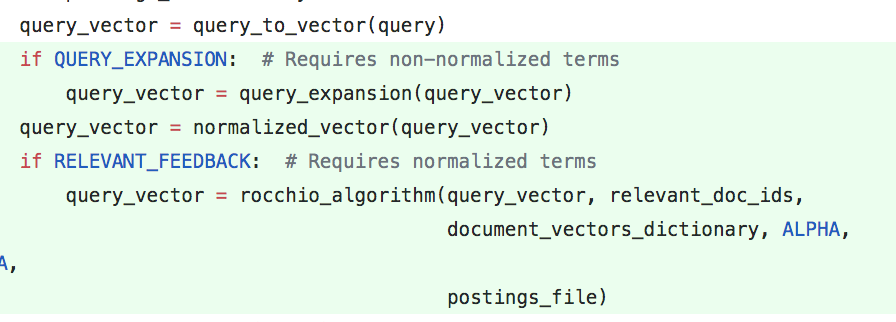 query_vector = query_to_vector(query)
if QUERY_EXPANSION:  # Requires non-normalized terms
query_vector = query_expansion(query_vector)
query_vector = normalized_vector(query_vector)
if RELEVANT_FEEDBACK:  # Requires normalized terms
query_vector = rocchio_algorithm(query_vector, relevant_doc_ids,
document_vectors_dictionary, ALPHA,
A,
postings_file)